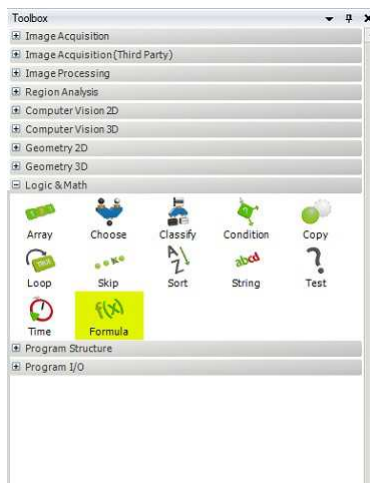 Toolbox
Image Acquisition
Image Acquisition (Third Party)
Image Processing
Region Analysis
Computer Vision 2D
Computer Vision 3D
Geometry 2D
Geometry 3D
Logic & Math
Array Choose Classify Condition Copy
TRUE A Z abcd ?
Loop Skip Sort String Test
f(x)
Time Formula
Program Structure
Program I/O